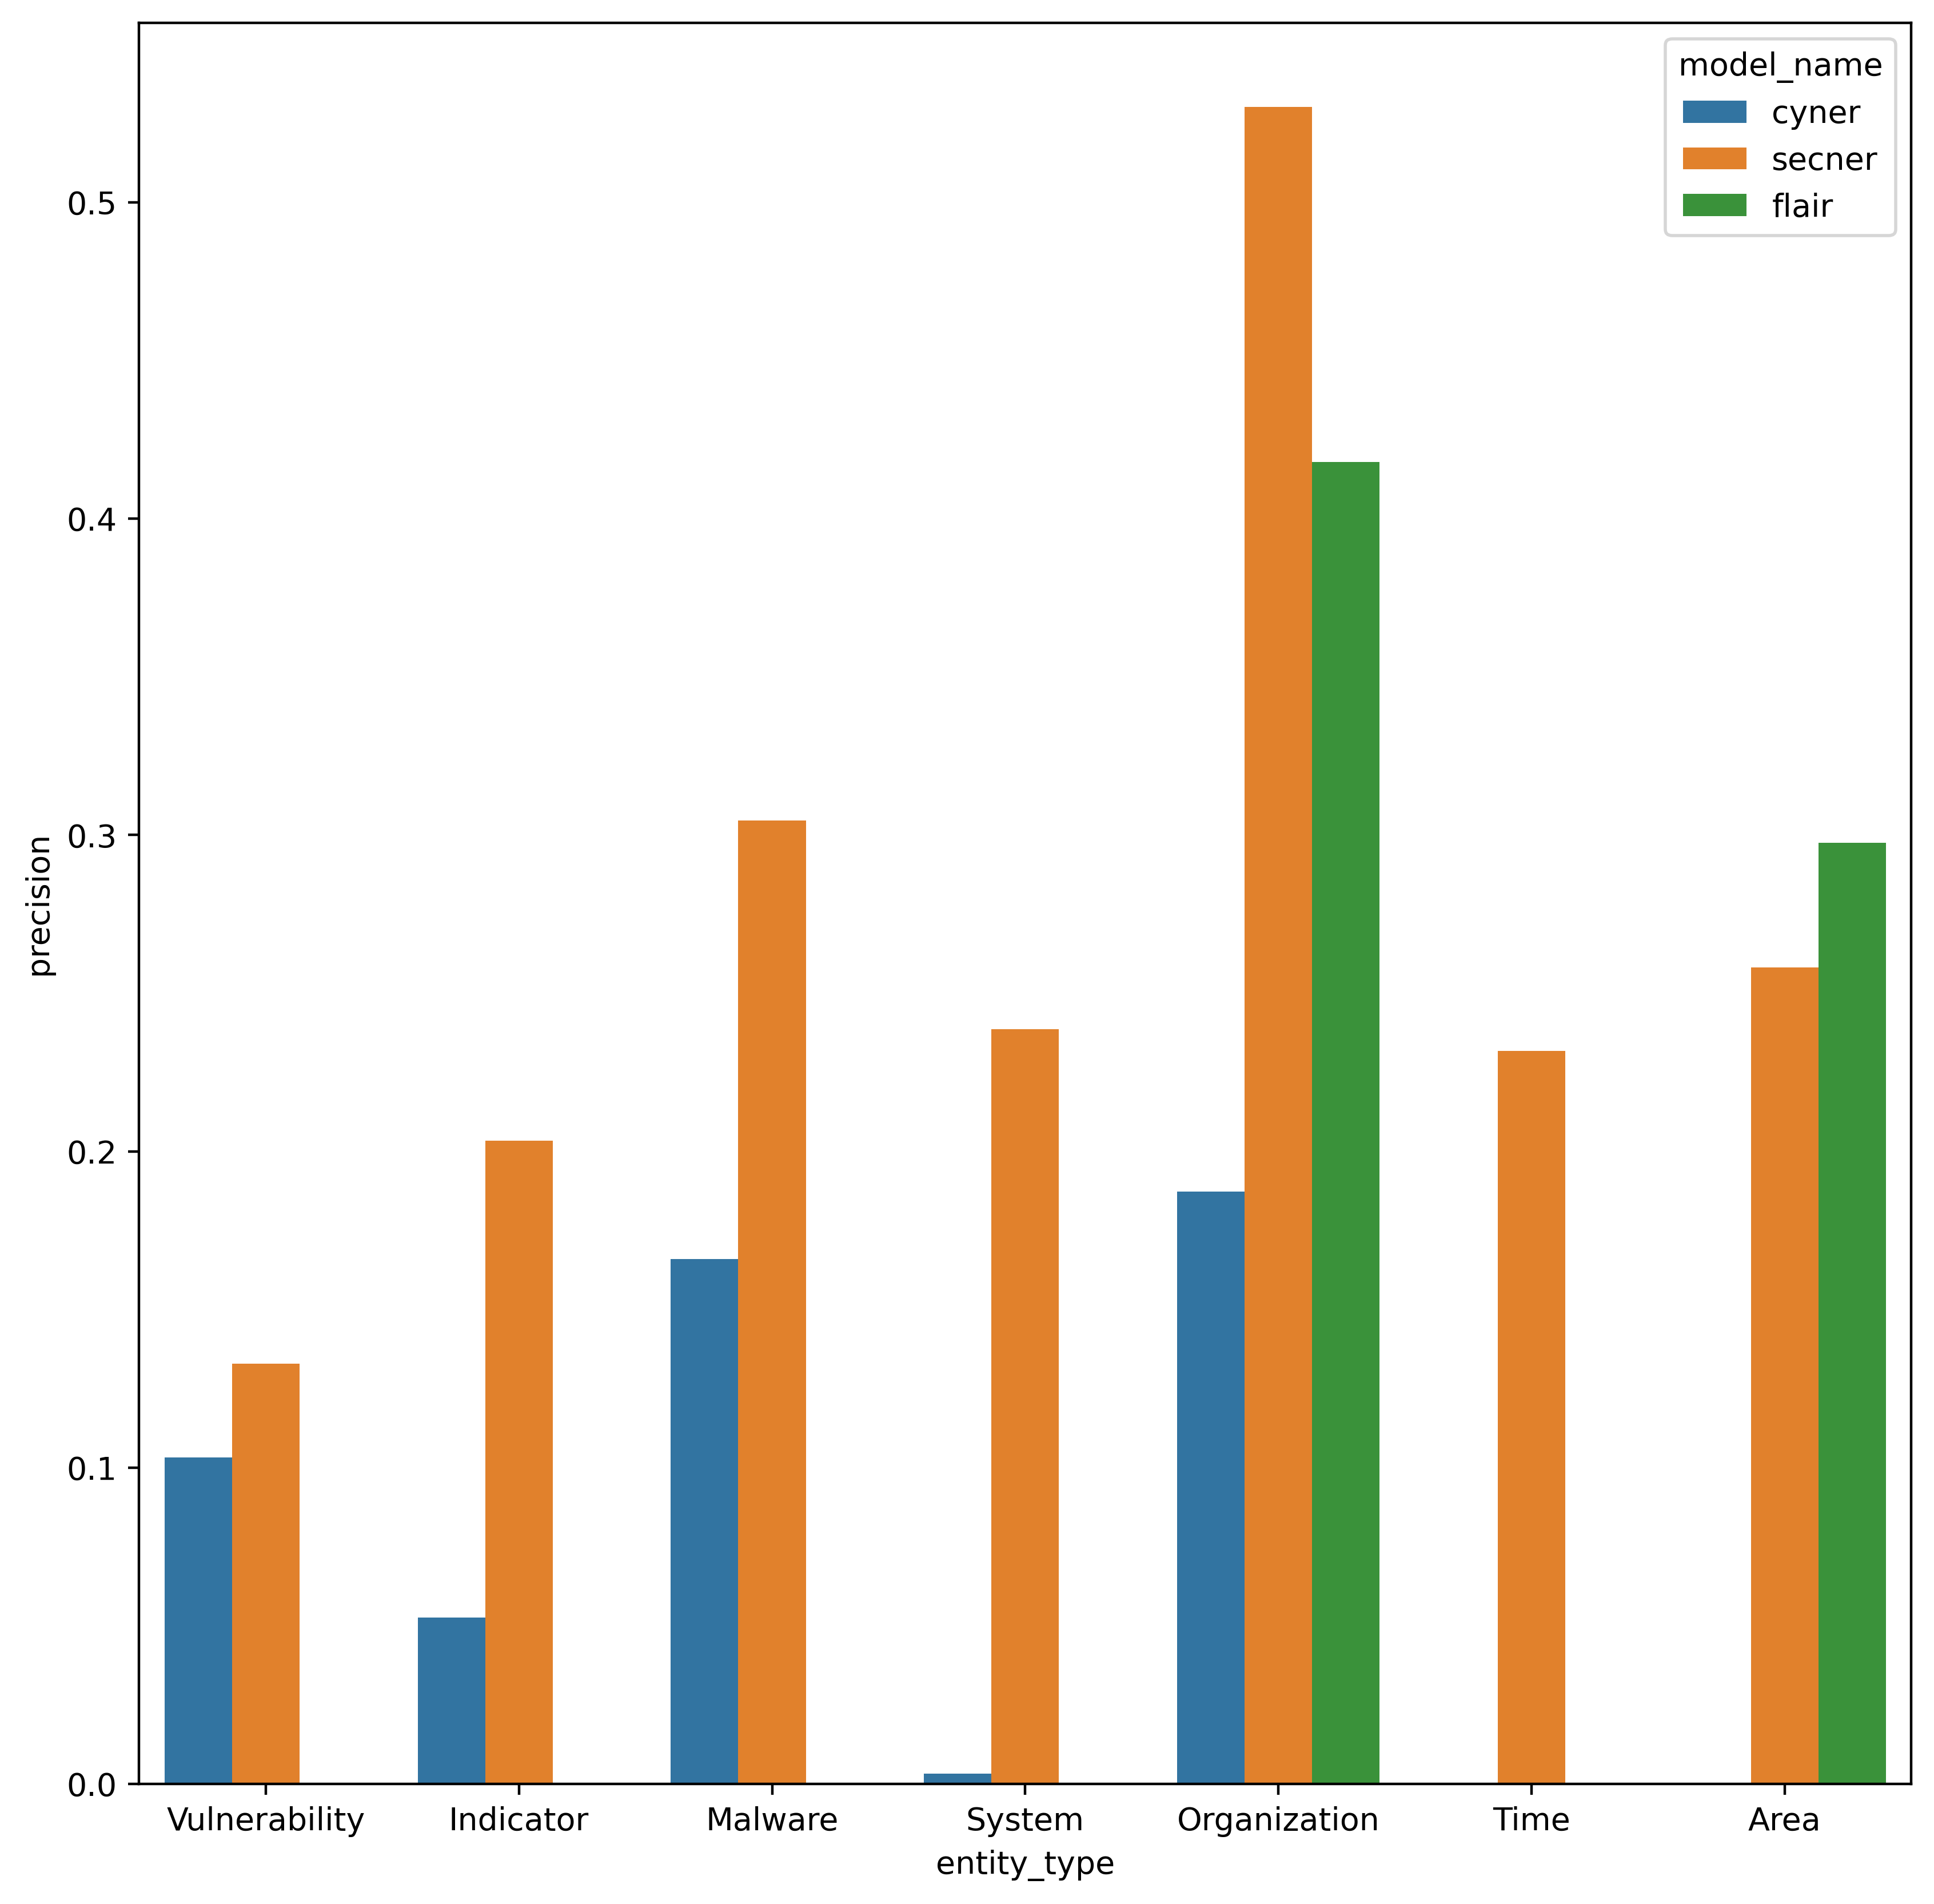 model_name
cyner
secner
flair
0.5
0.4
0.3
0.2
0.1
0.0
precision
Vulnerability Indicator Malware System Organization Time Area
entity_type